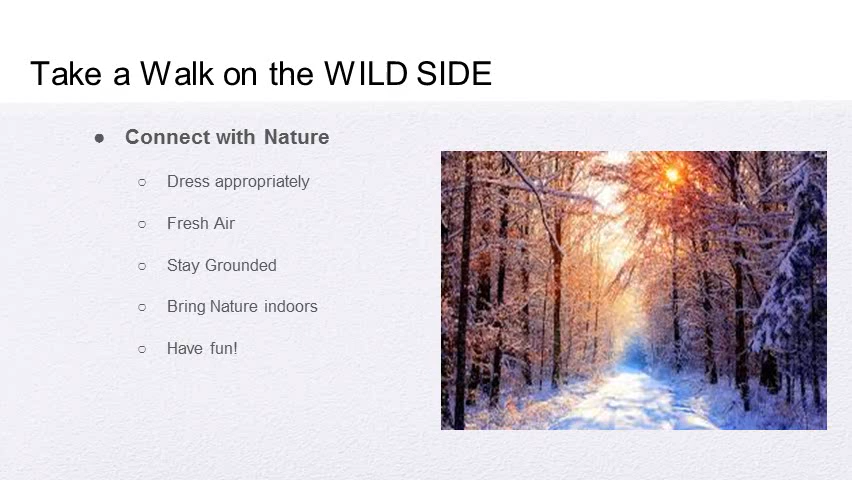 Take a Walk on the WILD SIDE
● Connect with Nature
○ Dress appropriately
○ Fresh Air
○ Stay Grounded
○ Bring Nature indoors
○ Have fun!